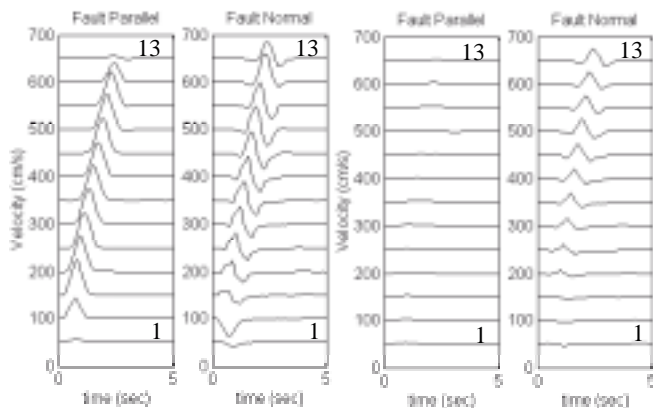 Fault Parallel Fault Normal Fault Parallel Fault Normal
700 700 700 700
13 13 13 13
600 600 600 600
500 500 500 500
Velocity (cm/s) Velocity (cm/s)
400 400 400 400
300 300 300 300
200 200 200 200
100 100 100 100
1 1 1 1
0 0 0 0
0 5 0 5 0 5 0 5
time (sec) time (sec) time (sec) time (sec)